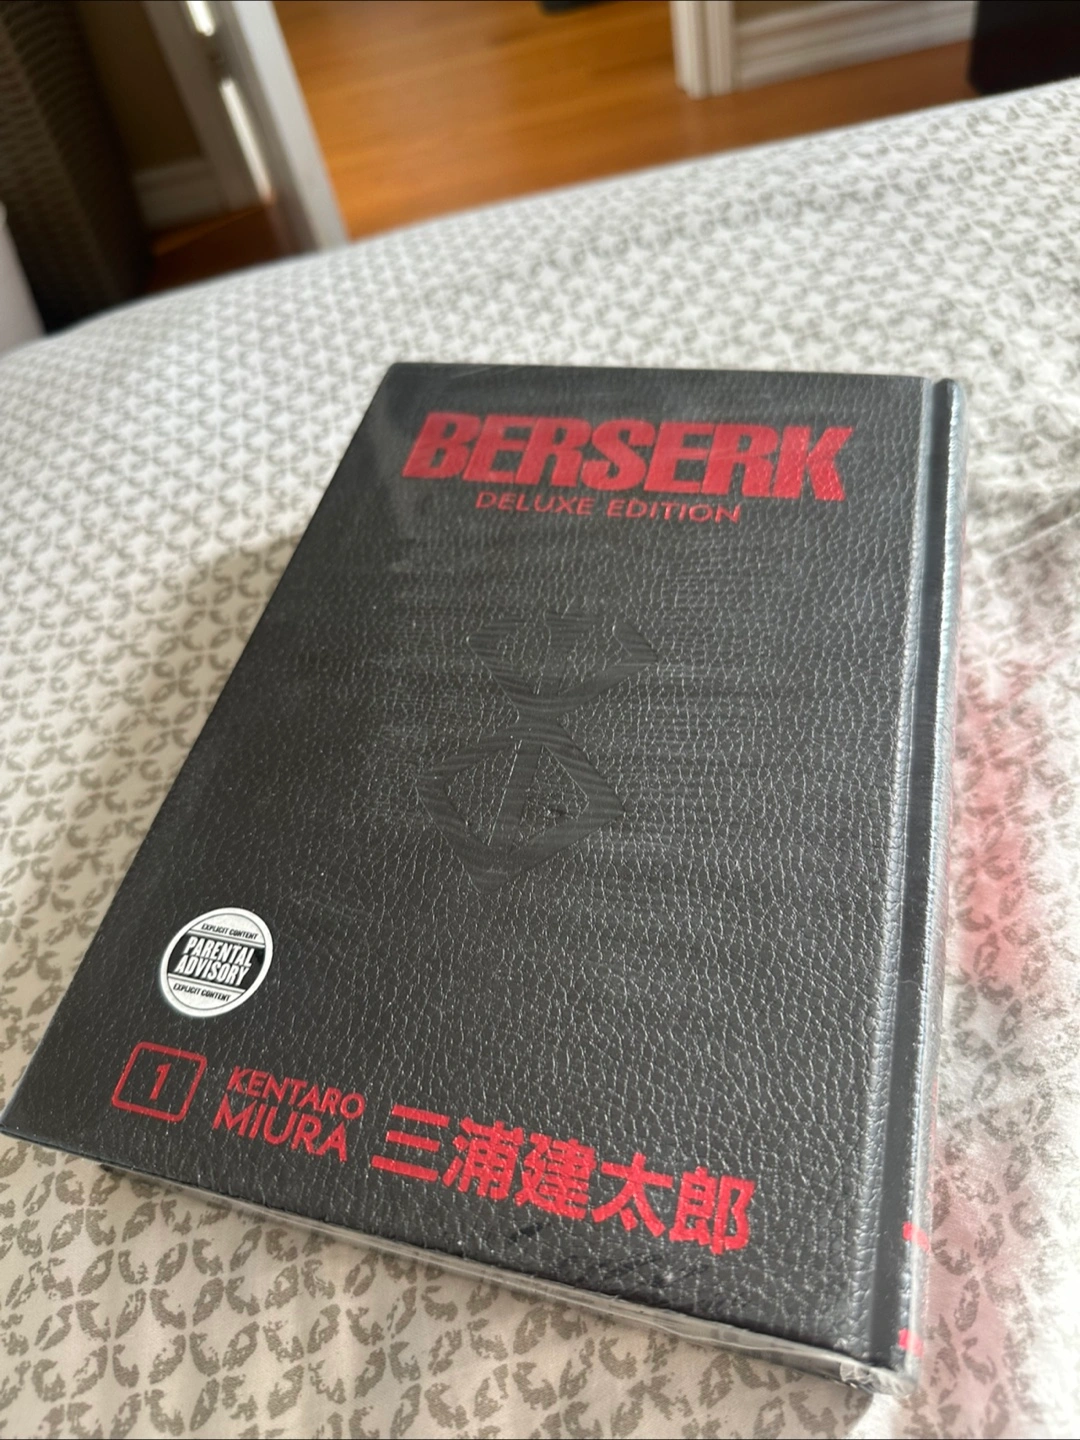 BERSERK
DELUXE EDITION
EXPLICIT CONTENT
PARENTAL
ADVISORY
EXPLICIT CONTENT
1
KENTARO
MIURA
三浦建太郎